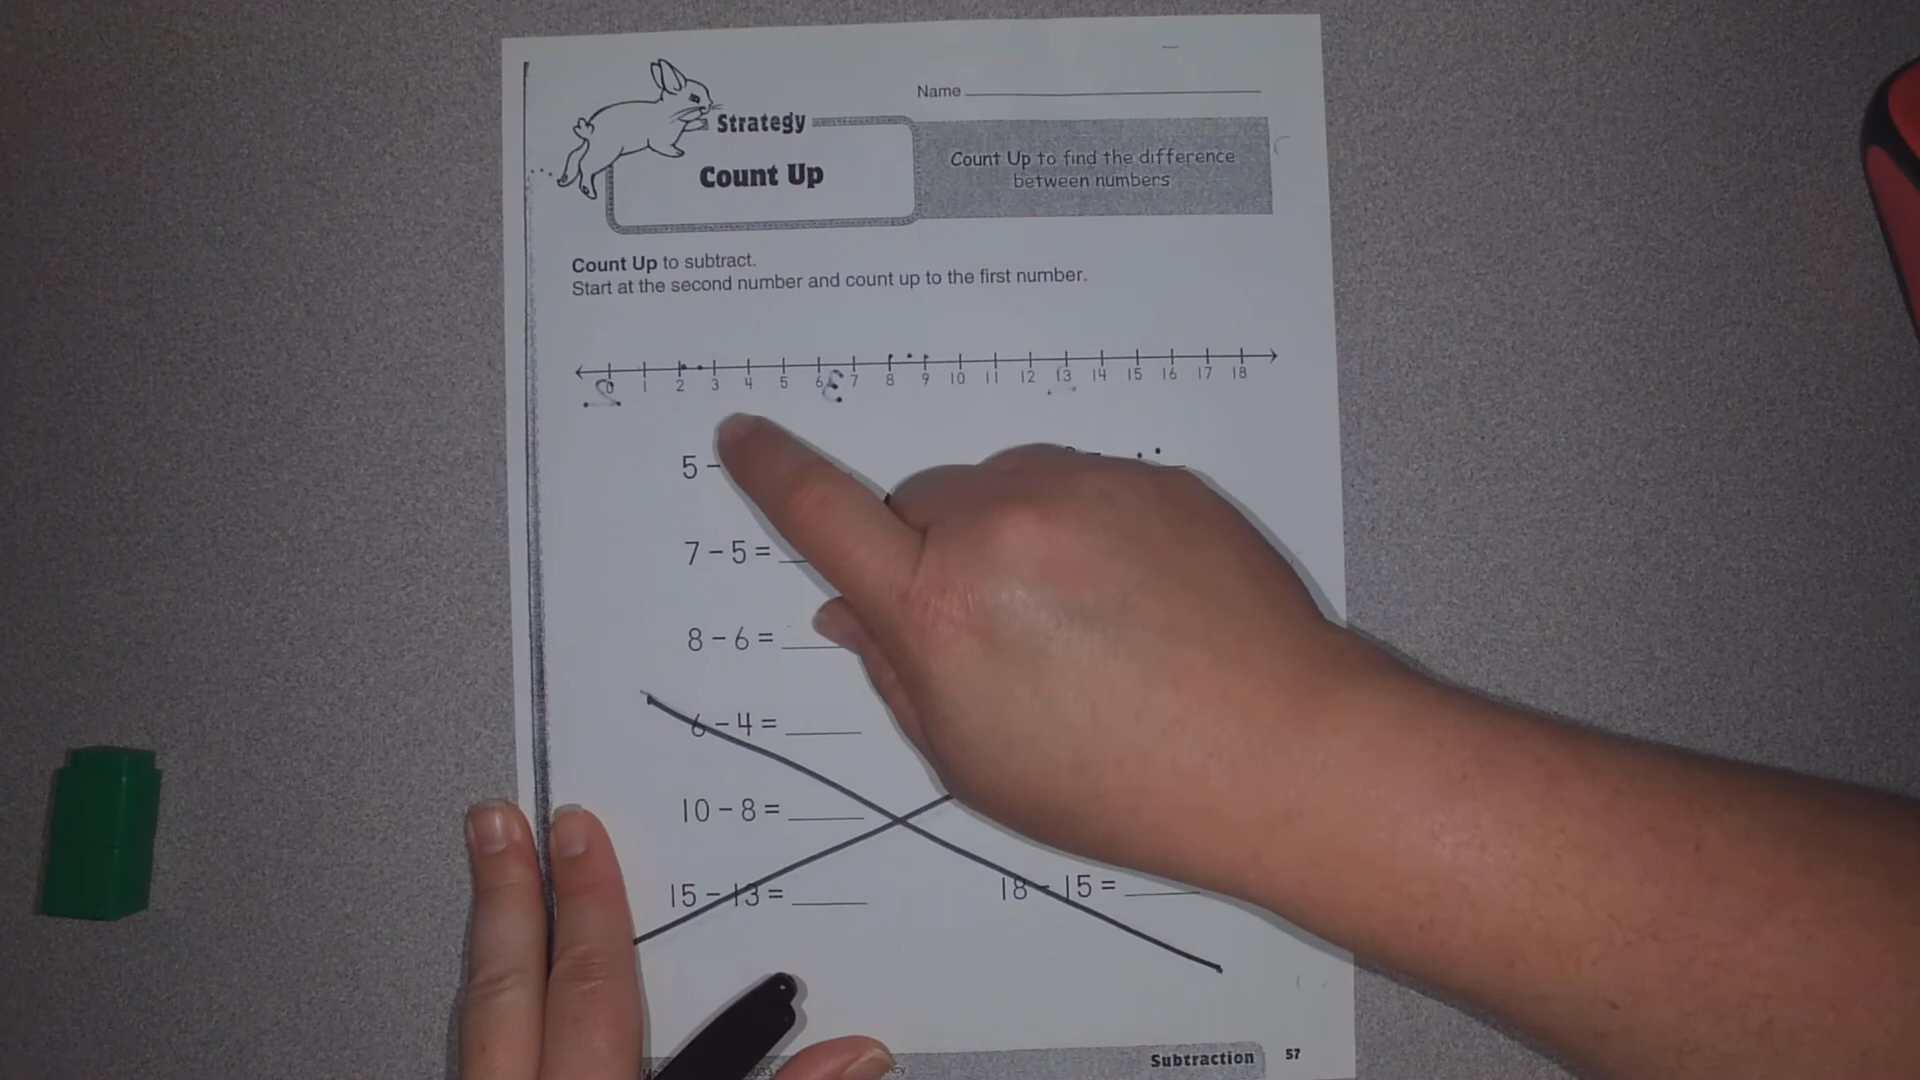 Name
Strategy
Count Up
Count Up to find the difference
between numbers
Count Up to subtract.
Start at the second number and count up to the first number.
0 1 2 3 4 5 6 7 8 9 10 11 12 13 14 15 16 17 18
5 -
7 - 5 =
8 - 6 =
6 - 4 =
10 - 8 =
15 - 13 =
18 - 15 =
Subtraction 57